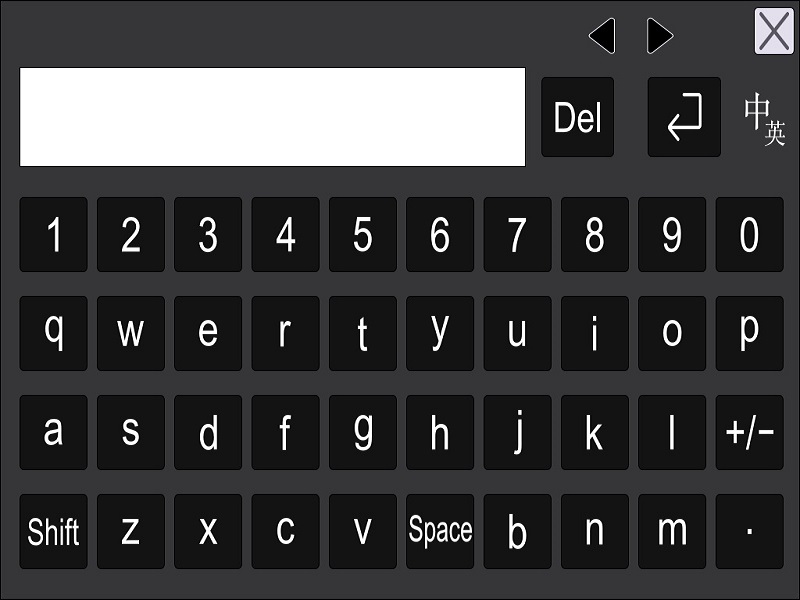 Del 中英
1 2 3 4 5 6 7 8 9 0
q w e r t y u i o p
a s d f g h j k l +/-
Shift z x c v Space b n m .